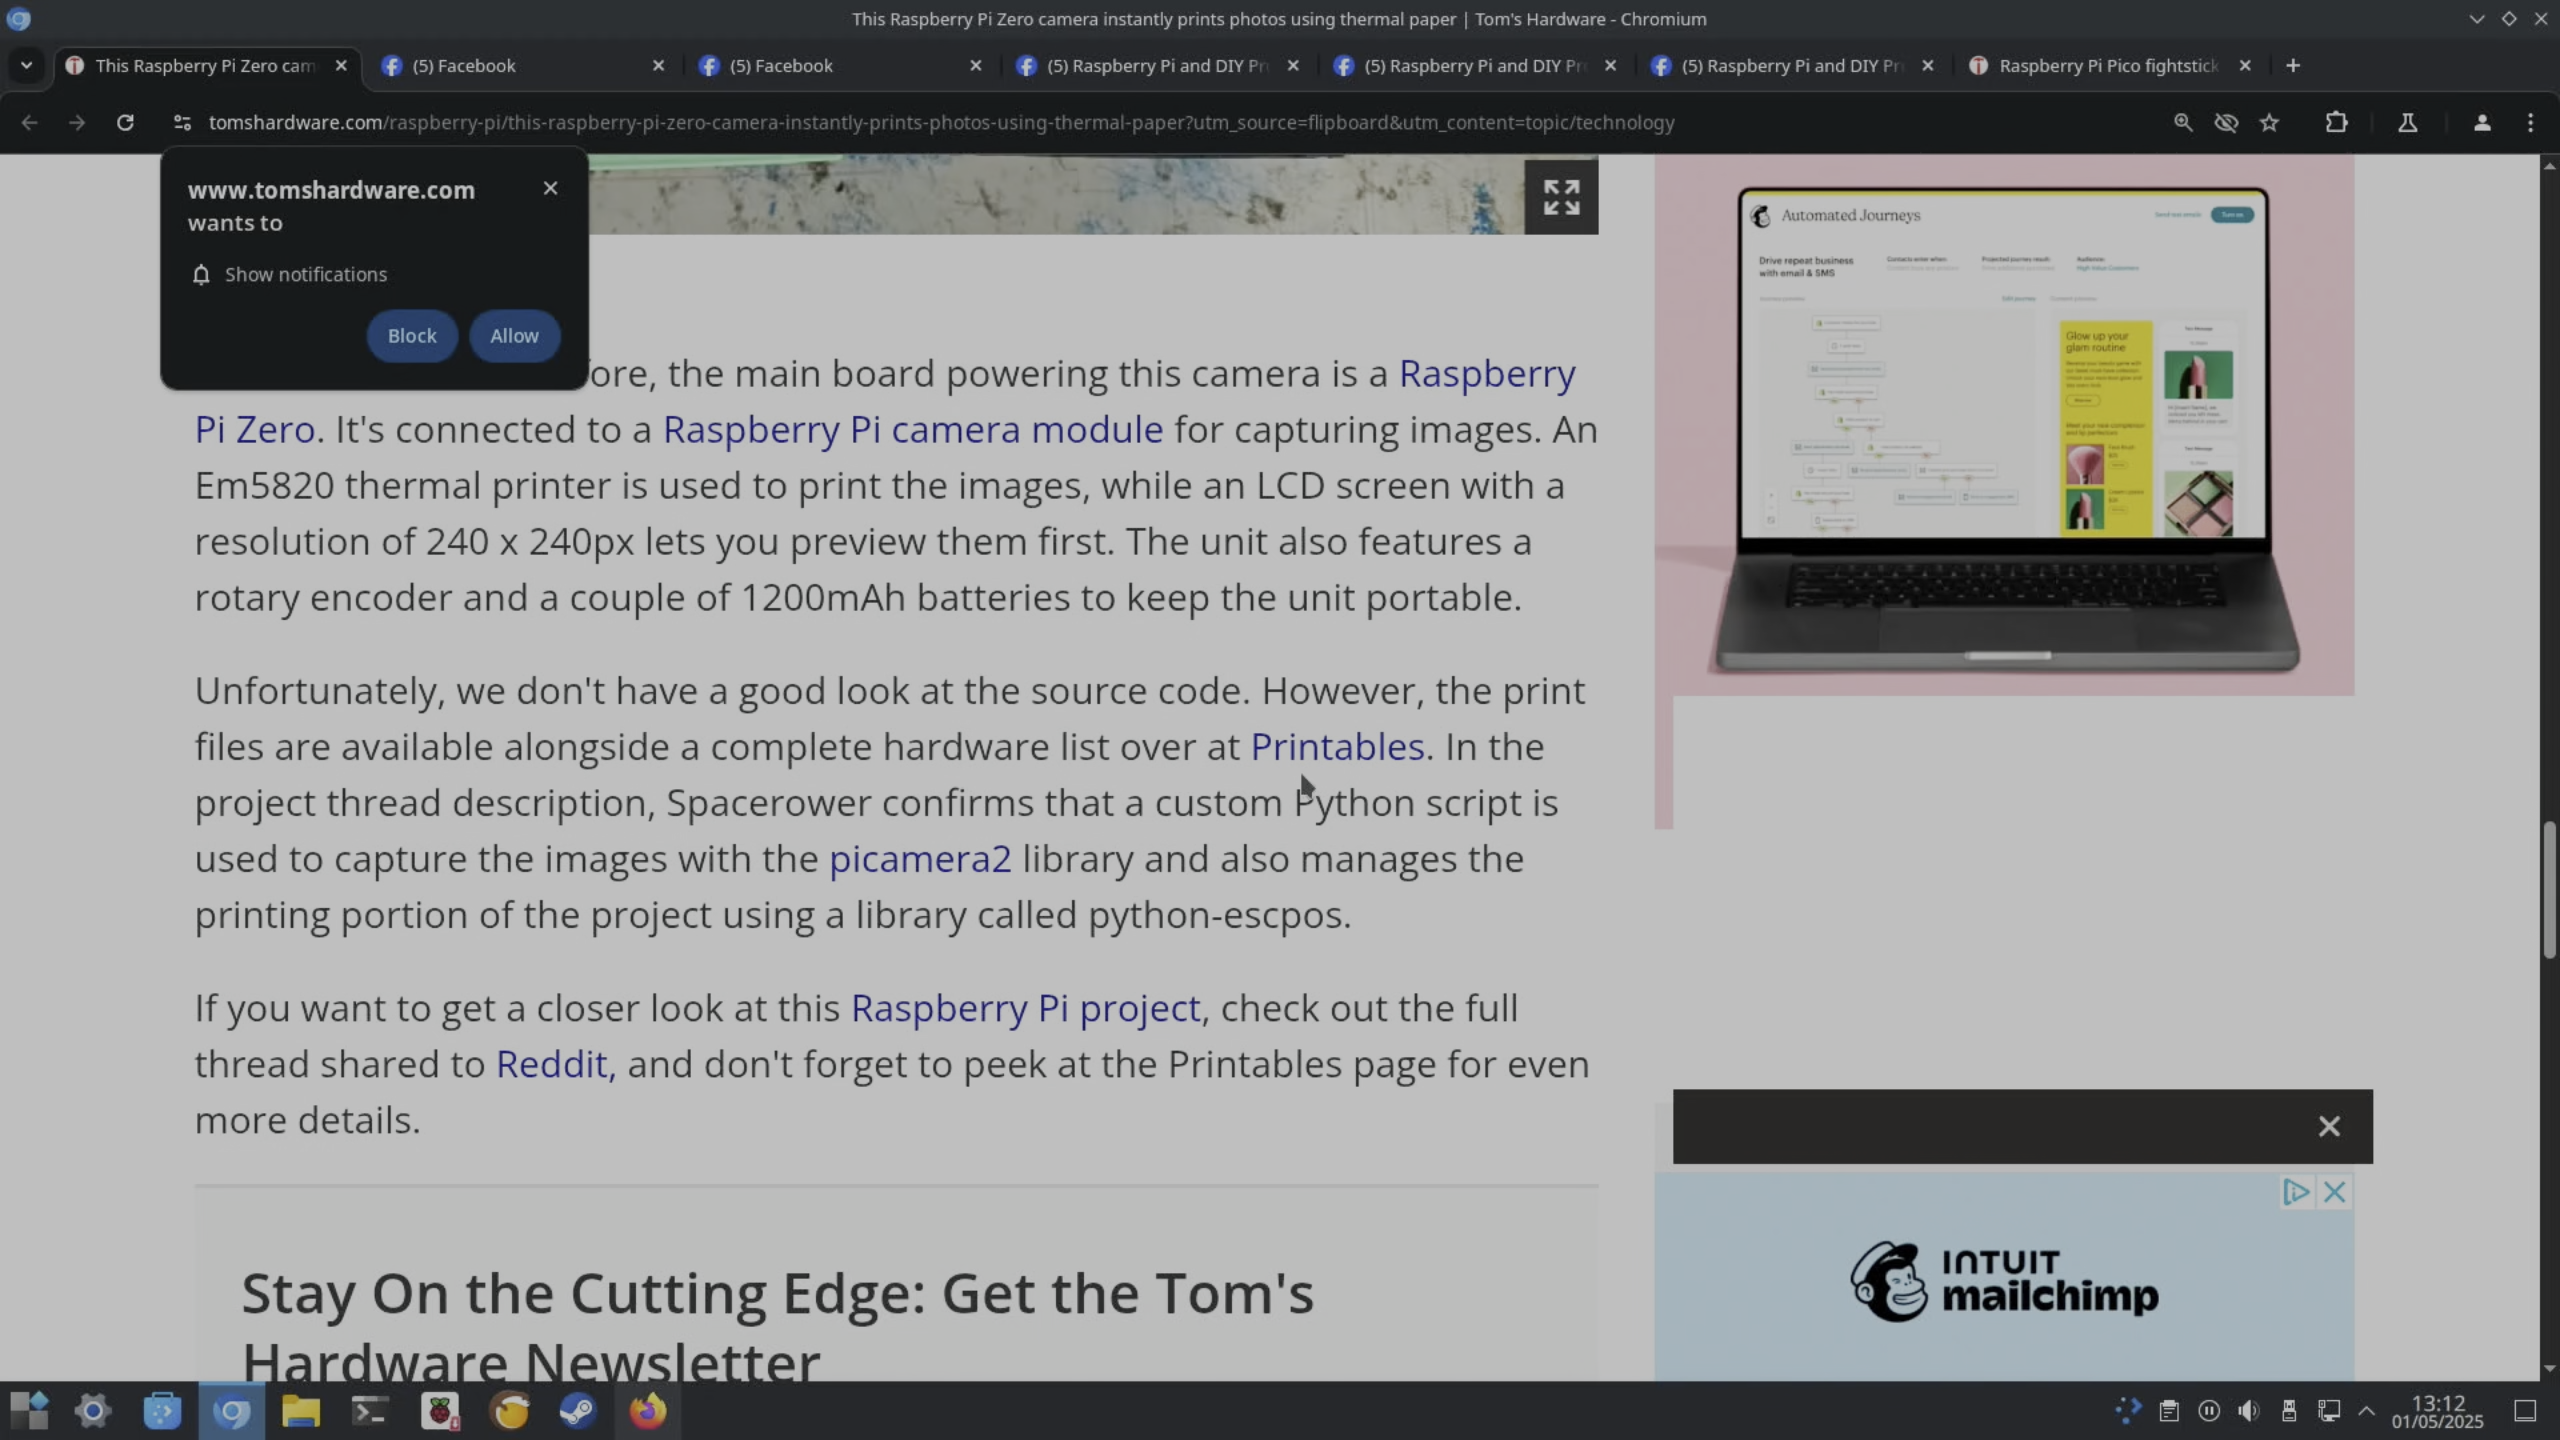 This Raspberry Pi Zero camera instantly prints photos using thermal paper | Tom's Hardware - Chromium
This Raspberry Pi Zero cam
(5) Facebook
(5) Facebook
(5) Raspberry Pi and DIY Pr
(5) Raspberry Pi and DIY Pr
(5) Raspberry Pi and DIY Pr
Raspberry Pi Pico fightstick
tomshardware.com/raspberry-pi/this-raspberry-pi-zero-camera-instantly-prints-photos-using-thermal-paper?utm_source=flipboard&utm_content=topic/technology
www.tomshardware.com
wants to
Show notifications
Block
Allow
ore, the main board powering this camera is a Raspberry
Pi Zero. It's connected to a Raspberry Pi camera module for capturing images. An
Em5820 thermal printer is used to print the images, while an LCD screen with a
resolution of 240 x 240px lets you preview them first. The unit also features a
rotary encoder and a couple of 1200mAh batteries to keep the unit portable.
Unfortunately, we don't have a good look at the source code. However, the print
files are available alongside a complete hardware list over at Printables. In the
project thread description, Spacerower confirms that a custom Python script is
used to capture the images with the picamera2 library and also manages the
printing portion of the project using a library called python-escpos.
If you want to get a closer look at this Raspberry Pi project, check out the full
thread shared to Reddit, and don't forget to peek at the Printables page for even
more details.
Stay On the Cutting Edge: Get the Tom's
Hardware Newsletter
Automated Journeys
Turn on
Drive repeat business
with email & SMS
Glow up your
glam routine
INTUIT
mailchimp
13:12
01/05/2025